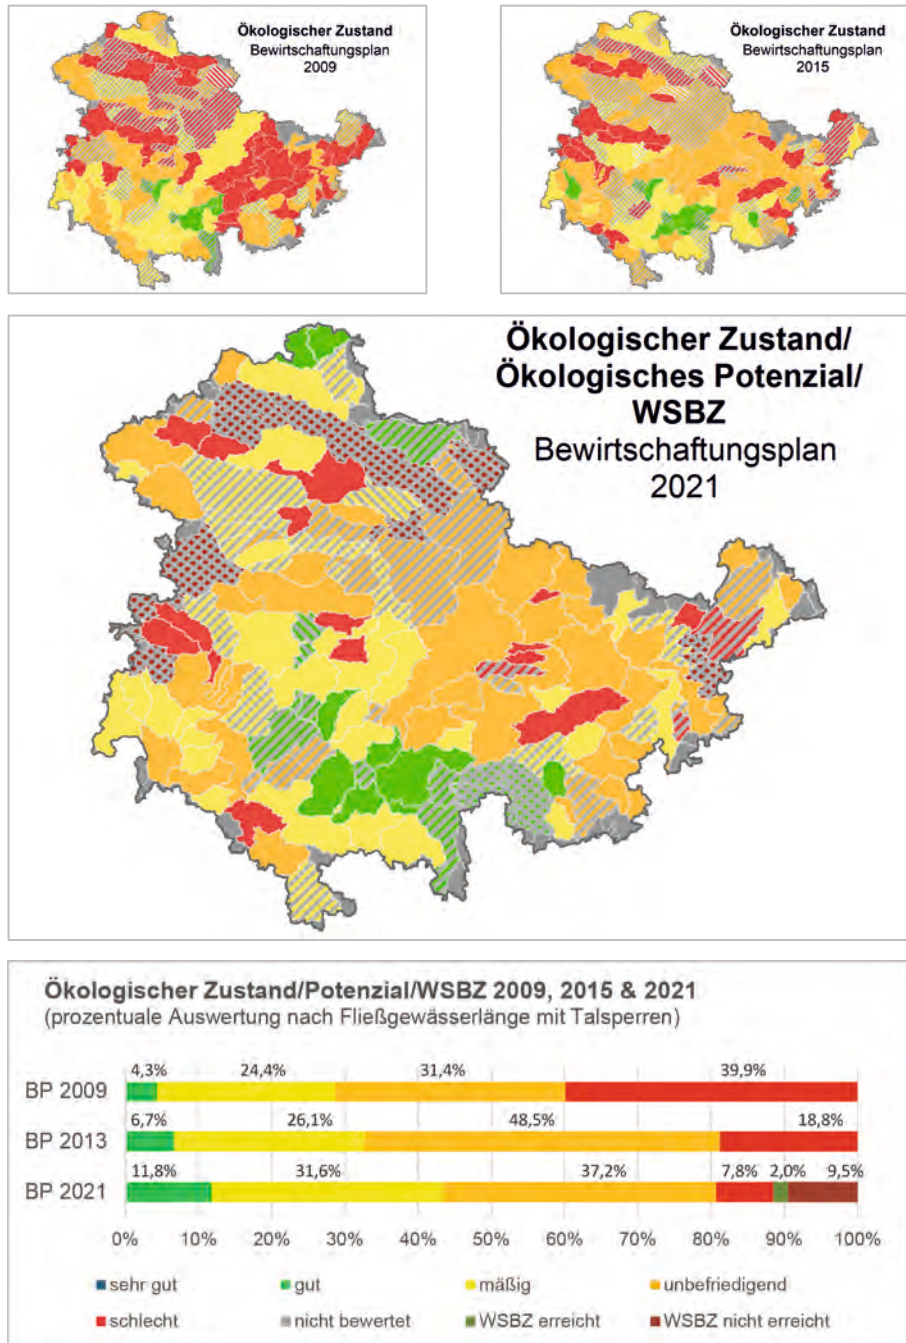 Ökologischer Zustand
Bewirtschaftungsplan
2009
Ökologischer Zustand
Bewirtschaftungsplan
2015
Ökologischer Zustand/
Ökologisches Potenzial/
WSBZ
Bewirtschaftungsplan
2021
Ökologischer Zustand/Potenzial/WSBZ 2009, 2015 & 2021
(prozentuale Auswertung nach Fließgewässerlänge mit Talsperren)
4,3% 24,4% 31,4% 39,9%
BP 2009
6,7% 26,1% 48,5% 18,8%
BP 2013
11,8% 31,6% 37,2% 7,8% 2,0% 9,5%
BP 2021
0% 10% 20% 30% 40% 50% 60% 70% 80% 90% 100%
sehr gut gut mäßig unbefriedigend
schlecht nicht bewertet WSBZ erreicht WSBZ nicht erreicht